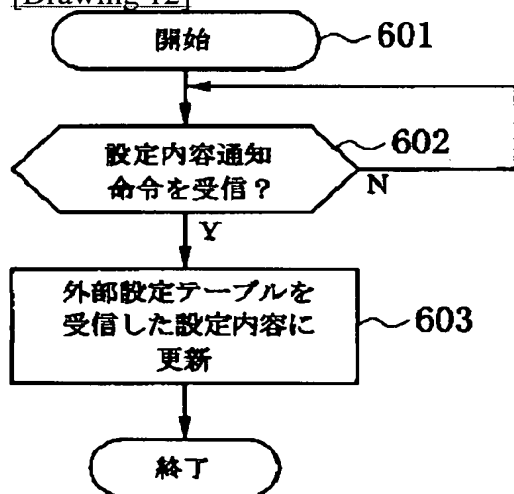 [Drawing 12]
開始
601
設定内容通知
命令を受信？
602
N
Y
外部設定テーブルを
受信した設定内容に
更新
603
終了